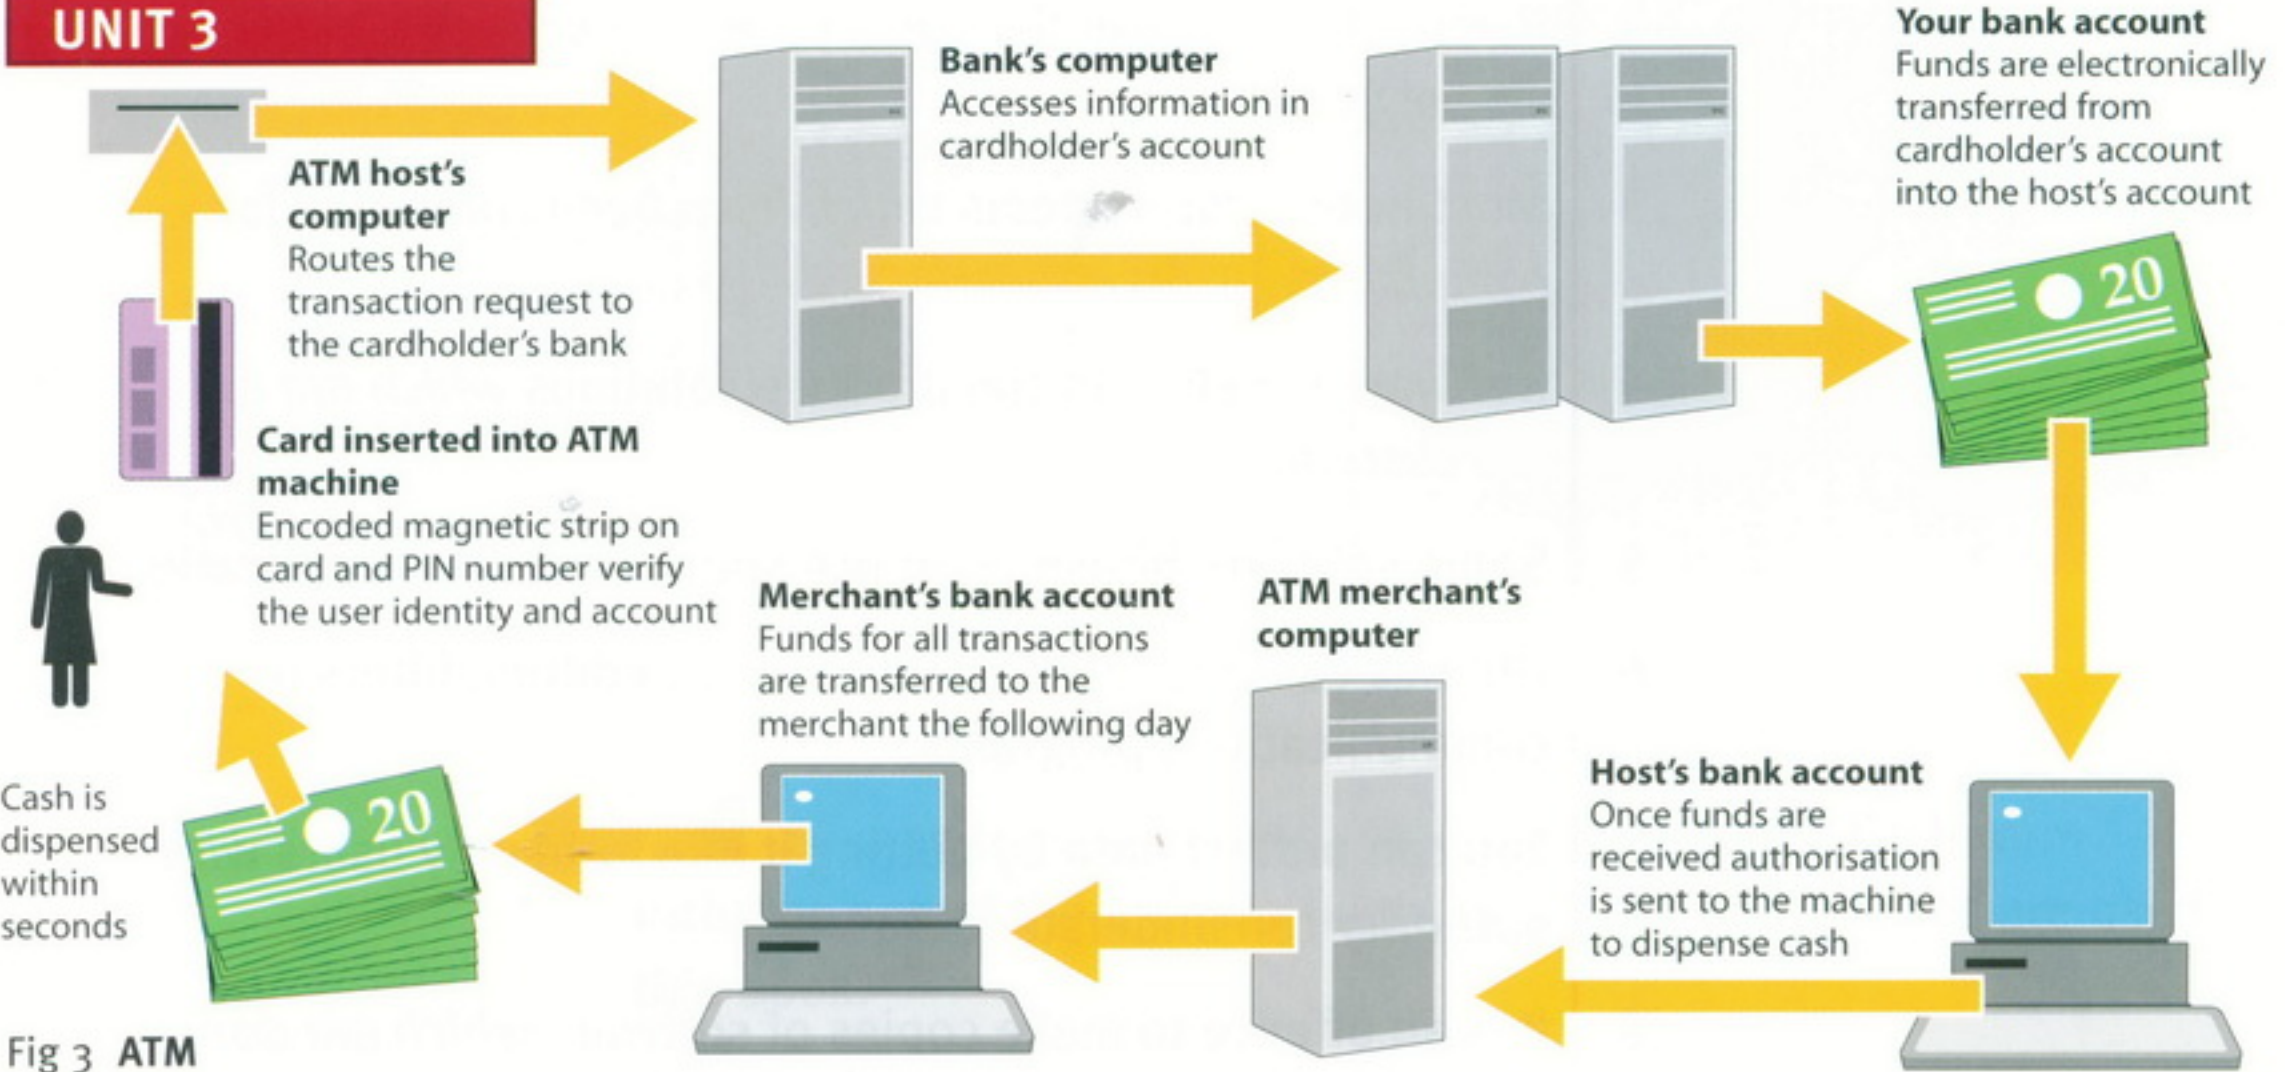 UNIT 3
ATM host's
computer
Routes the
transaction request to
the cardholder's bank
Bank's computer
Accesses information in
cardholder's account
Your bank account
Funds are electronically
transferred from
cardholder's account
into the host's account
20
Card inserted into ATM
machine
Encoded magnetic strip on
card and PIN number verify
the user identity and account
Merchant's bank account
Funds for all transactions
are transferred to the
merchant the following day
ATM merchant's
computer
Host's bank account
Once funds are
received authorisation
is sent to the machine
to dispense cash
Cash is
dispensed
within
seconds
20
Fig 3 ATM